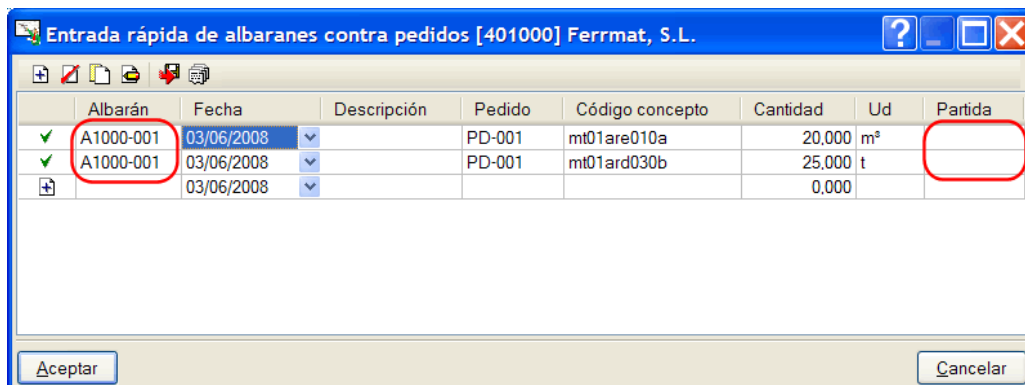 Entrada rápida de albaranes contra pedidos [401000] Ferrmat, S.L.
Albarán Fecha Descripción Pedido Código concepto Cantidad Ud Partida
A1000-001 03/06/2008 PD-001 mt01are010a 20,000 m³
A1000-001 03/06/2008 PD-001 mt01ard030b 25,000 t
03/06/2008 0,000
Aceptar Cancelar